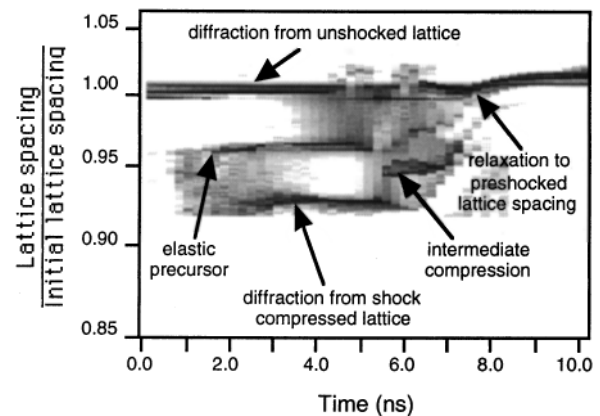 Lattice spacing
Initial lattice spacing
1.05
1.00
0.95
0.90
0.85
diffraction from unshocked lattice
elastic
precursor
diffraction from shock
compressed lattice
intermediate
compression
relaxation to
preshocked
lattice spacing
0.0 2.0 4.0 6.0 8.0 10.0
Time (ns)